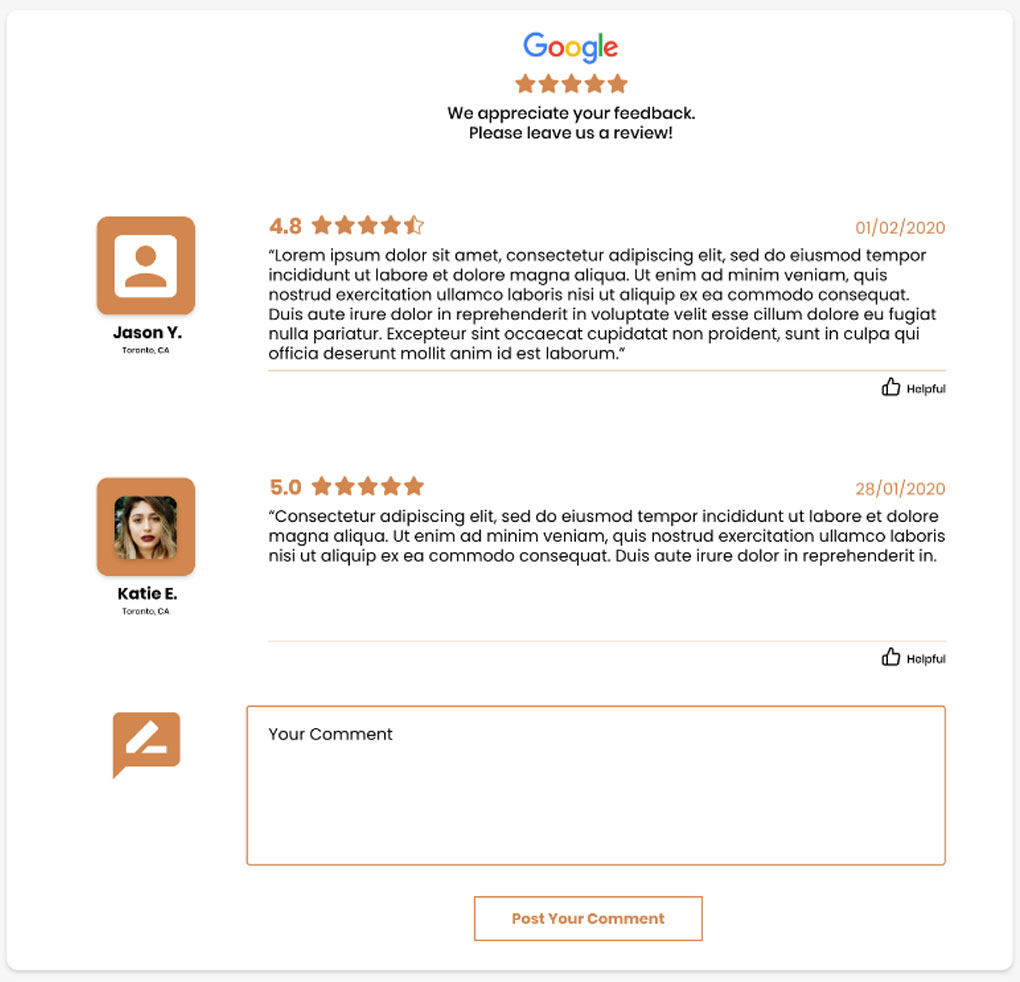 Google
We appreciate your feedback.
Please leave us a review!
4.8
01/02/2020
“Lorem ipsum dolor sit amet, consectetur adipiscing elit, sed do eiusmod tempor
incididunt ut labore et dolore magna aliqua. Ut enim ad minim veniam, quis
nostrud exercitation ullamco laboris nisi ut aliquip ex ea commodo consequat.
Duis aute irure dolor in reprehenderit in voluptate velit esse cillum dolore eu fugiat
nulla pariatur. Excepteur sint occaecat cupidatat non proident, sunt in culpa qui
officia deserunt mollit anim id est laborum.”
Jason Y.
Toronto, CA
Helpful
5.0
28/01/2020
“Consectetur adipiscing elit, sed do eiusmod tempor incididunt ut labore et dolore
magna aliqua. Ut enim ad minim veniam, quis nostrud exercitation ullamco laboris
nisi ut aliquip ex ea commodo consequat. Duis aute irure dolor in reprehenderit in.
Katie E.
Toronto, CA
Helpful
Your Comment
Post Your Comment